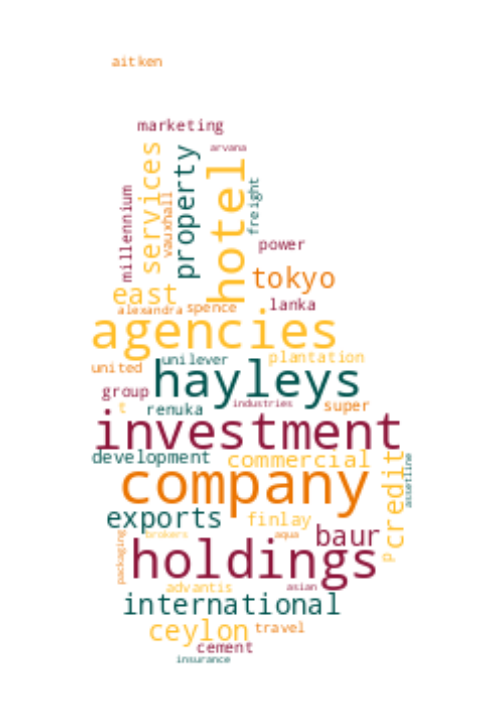 aitken
marketing
arvana
services
property
hotel
millennium
vauxhall
freight
power
tokyo
east
lanka
alexandra
spence
agencies
unilever
plantation
united
hayleys
group
industries
t
renuka
super
investment
development
commercial
credit
assetline
company
exports
finlay
baur
packaging
brokers
aqua
p
holdings
advantis
asian
international
ceylon
travel
cement
insurance